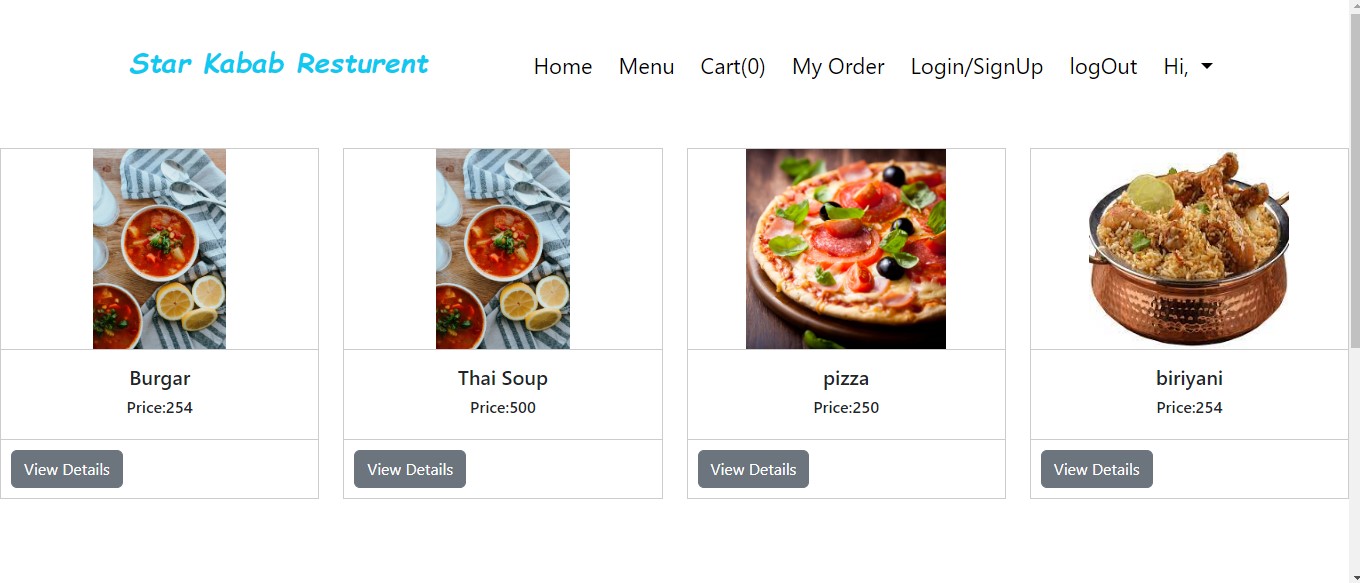 Star Kabab Resturent
Home Menu Cart(0) My Order Login/SignUp logOut Hi,
Burgar
Price:254
View Details
Thai Soup
Price:500
View Details
pizza
Price:250
View Details
biriyani
Price:254
View Details